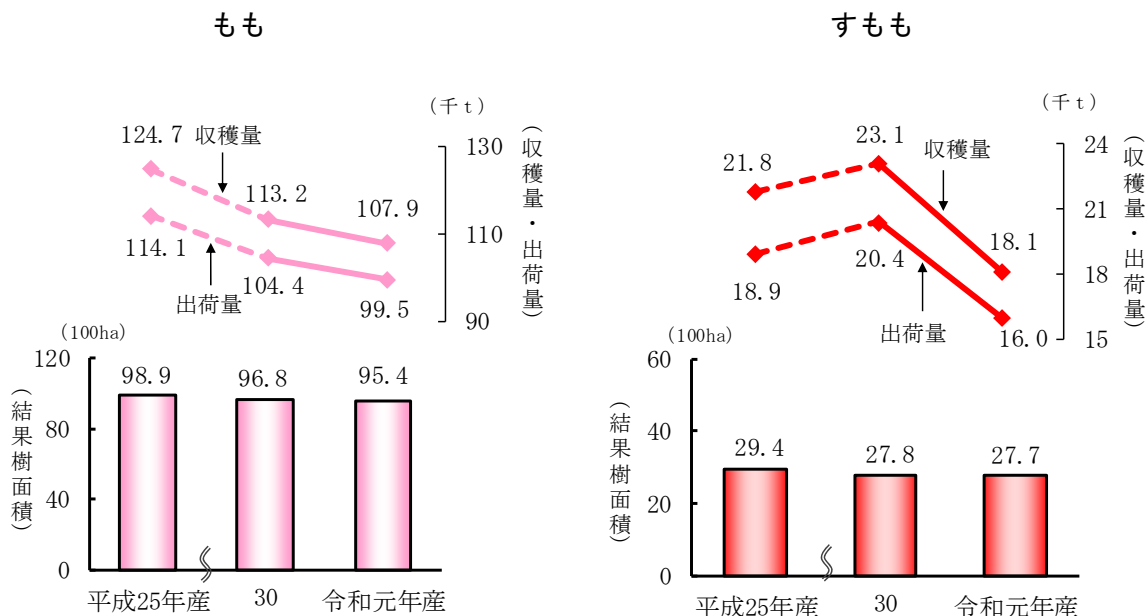 もも
(千t)
124.7
収穫量
113.2
107.9
114.1
出荷量
104.4
99.5
130
110
90
(収穫量・出荷量)
(100ha)
120
80
40
0
(結果樹面積)
98.9
96.8
95.4
平成25年産
30
令和元年産
すもも
(千t)
21.8
23.1
収穫量
18.1
18.9
20.4
出荷量
16.0
24
21
18
15
(収穫量・出荷量)
(100ha)
60
40
20
0
(結果樹面積)
29.4
27.8
27.7
平成25年産
30
令和元年産